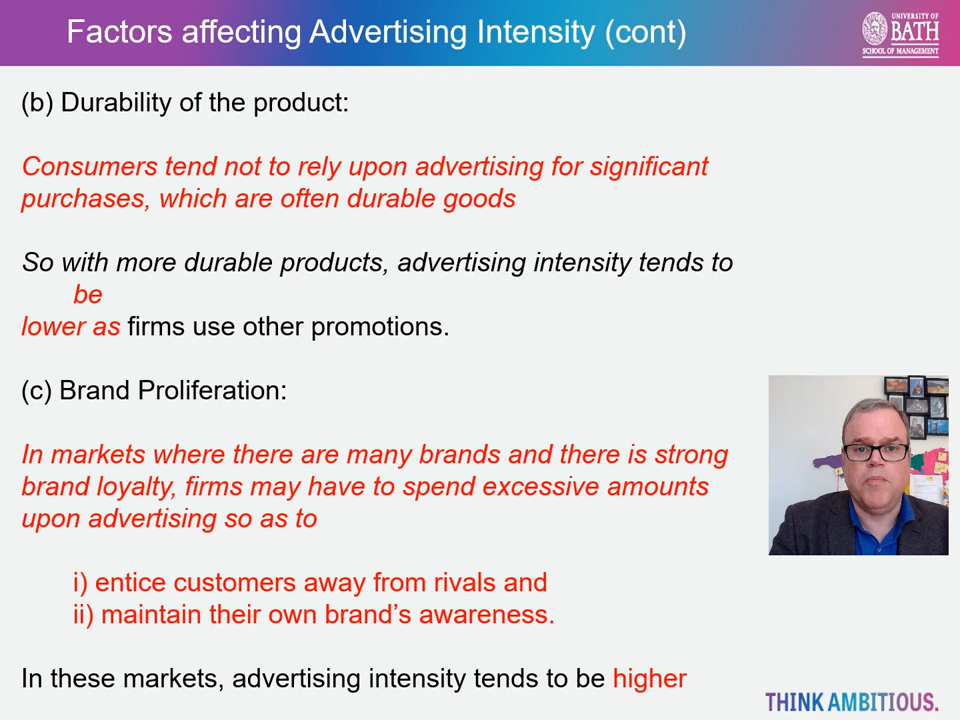 Factors affecting Advertising Intensity (cont)
UNIVERSITY OF
BATH
SCHOOL OF MANAGEMENT
(b) Durability of the product:
Consumers tend not to rely upon advertising for significant
purchases, which are often durable goods
So with more durable products, advertising intensity tends to
be
lower as firms use other promotions.
(c) Brand Proliferation:
In markets where there are many brands and there is strong
brand loyalty, firms may have to spend excessive amounts
upon advertising so as to
i) entice customers away from rivals and
ii) maintain their own brand’s awareness.
In these markets, advertising intensity tends to be higher
THINK AMBITIOUS.